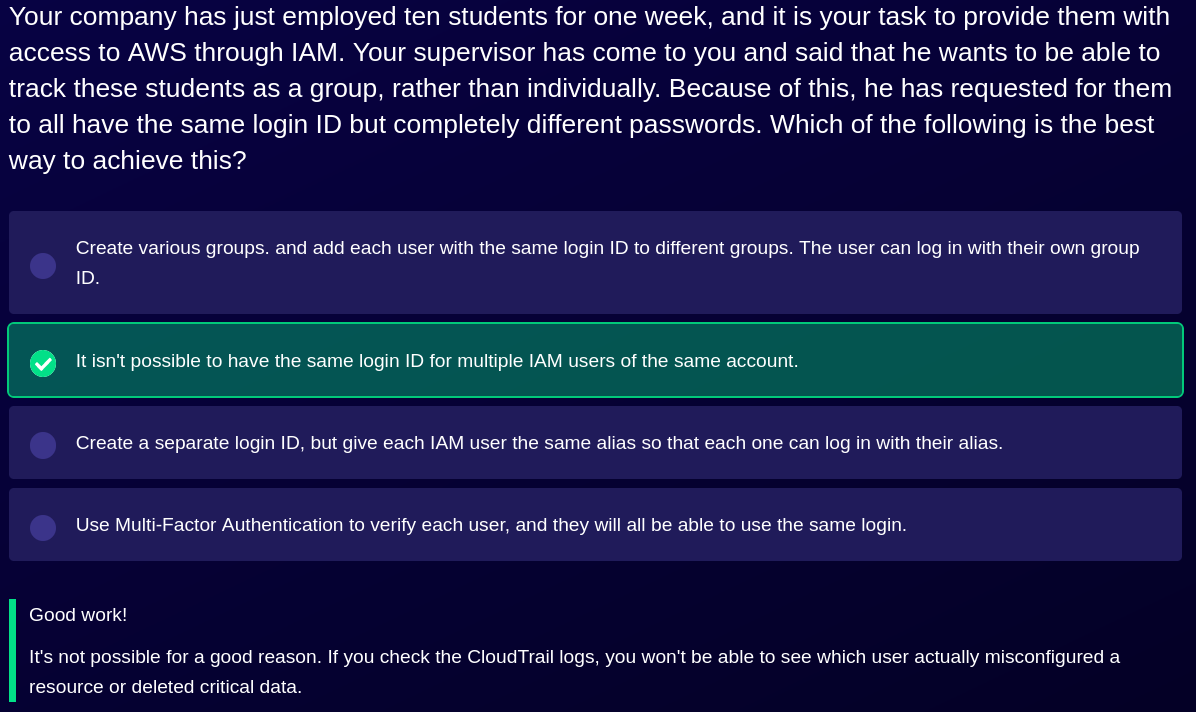 Your company has just employed ten students for one week, and it is your task to provide them with
access to AWS through IAM. Your supervisor has come to you and said that he wants to be able to
track these students as a group, rather than individually. Because of this, he has requested for them
to all have the same login ID but completely different passwords. Which of the following is the best
way to achieve this?
Create various groups. and add each user with the same login ID to different groups. The user can log in with their own group
ID.
It isn't possible to have the same login ID for multiple IAM users of the same account.
Create a separate login ID, but give each IAM user the same alias so that each one can log in with their alias.
Use Multi-Factor Authentication to verify each user, and they will all be able to use the same login.
Good work!
It's not possible for a good reason. If you check the CloudTrail logs, you won't be able to see which user actually misconfigured a
resource or deleted critical data.